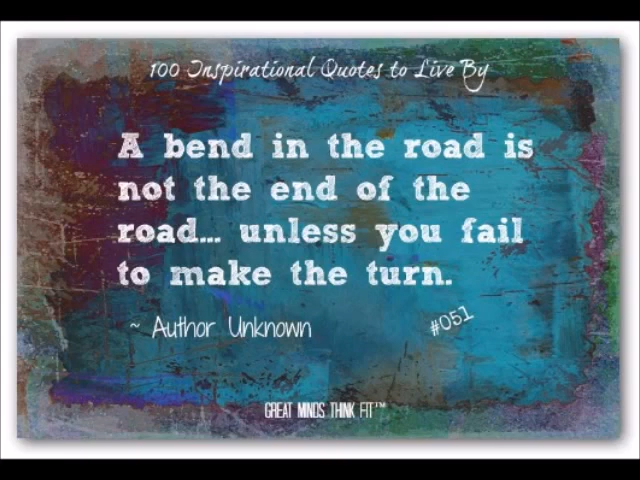 100 Inspirational Quotes to Live By
A bend in the road is
not the end of the
road... unless you fail
to make the turn.
~ Author Unknown
#051
GREAT MINDS THINK FIT™